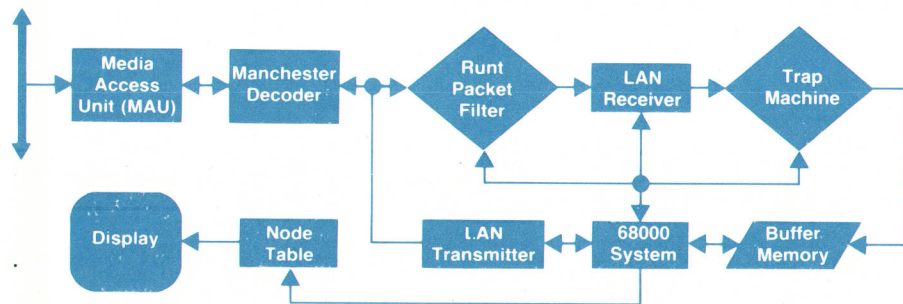 Media
Access
Unit (MAU)
Manchester
Decoder
Runt
Packet
Filter
LAN
Receiver
Trap
Machine
Display
Node
Table
LAN
Transmitter
68000
System
Buffer
Memory